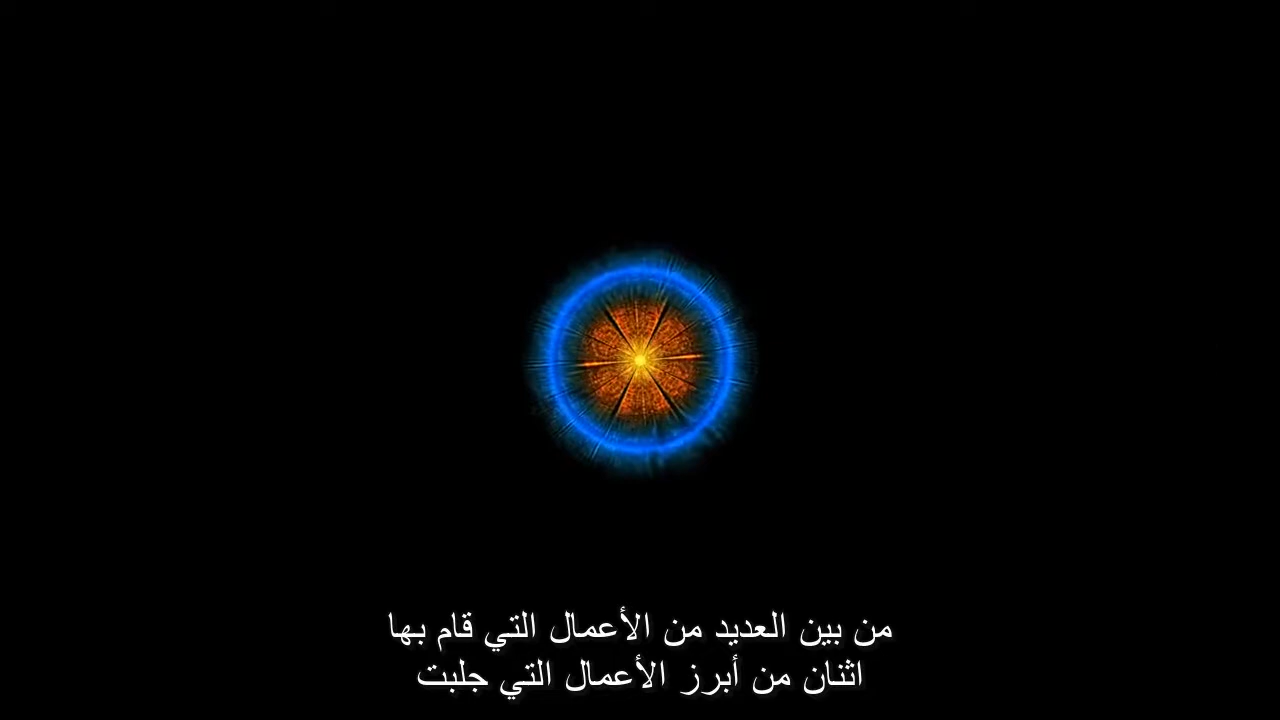 من بين العديد من الأعمال التي قام بها
اثنان من أبرز الأعمال التي جلبت